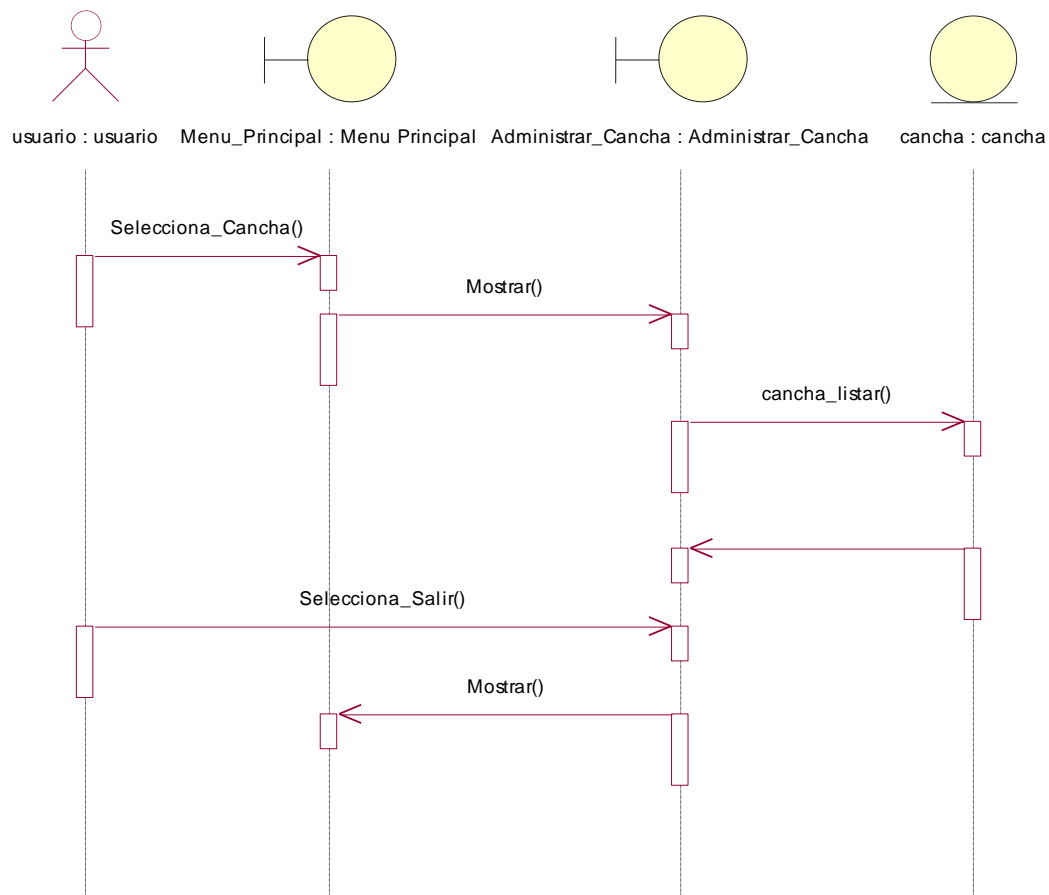 usuario : usuario
Menu_Principal : Menu Principal
Administrar_Cancha : Administrar_Cancha
cancha : cancha
Selecciona_Cancha()
Mostrar()
cancha_listar()
Selecciona_Salir()
Mostrar()